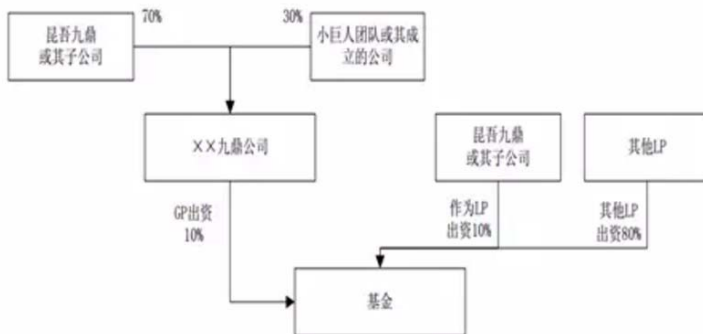 昆吾九鼎
或其子公司
70%
30%
小巨人团队或其成
立的公司
××九鼎公司
昆吾九鼎
或其子公司
其他LP
GP出资
10%
作为LP
出资10%
其他LP
出资80%
基金